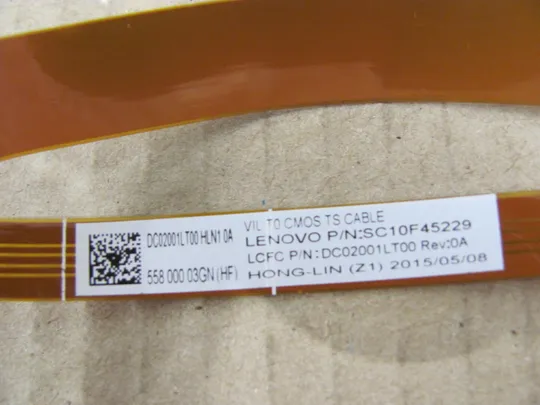 DC02001LT00 HLN1 0A
558 000 03GN (HF)
VIL T0 CMOS TS CABLE
LENOVO P/N:SC10F45229
LCFC P/N:DC02001LT00 Rev:0A
HONG-LIN (Z1) 2015/05/08